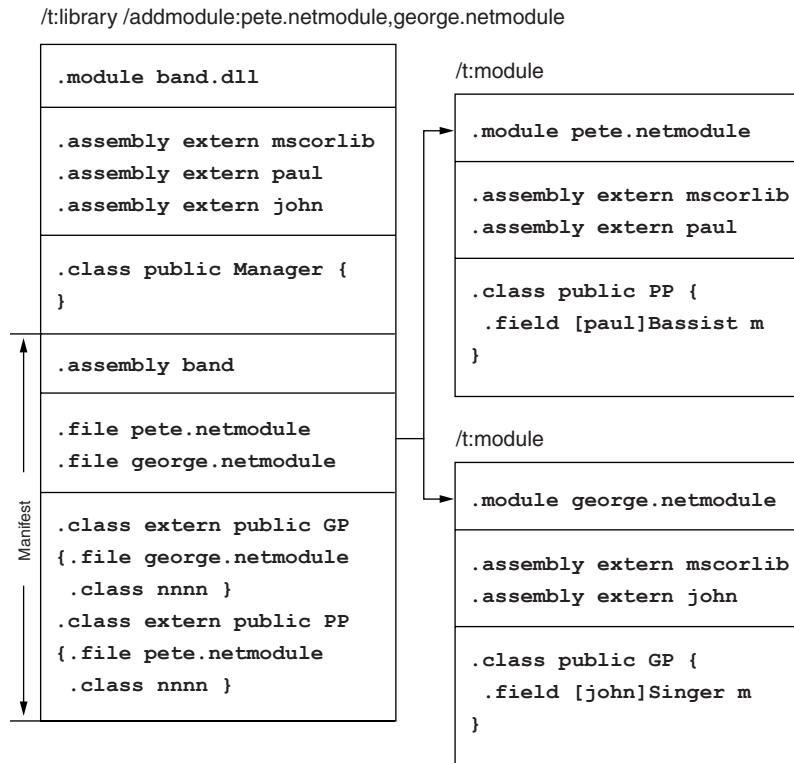 /t:library /addmodule:pete.netmodule,george.netmodule
.module band.dll
.assembly extern mscorlib
.assembly extern paul
.assembly extern john
.class public Manager {
}
Manifest
.assembly band
.file pete.netmodule
.file george.netmodule
.class extern public GP
{.file george.netmodule
.class nnnn }
.class extern public PP
{.file pete.netmodule
.class nnnn }
/t:module
.module pete.netmodule
.assembly extern mscorlib
.assembly extern paul
.class public PP {
.field [paul]Bassist m
}
/t:module
.module george.netmodule
.assembly extern mscorlib
.assembly extern john
.class public GP {
.field [john]Singer m
}